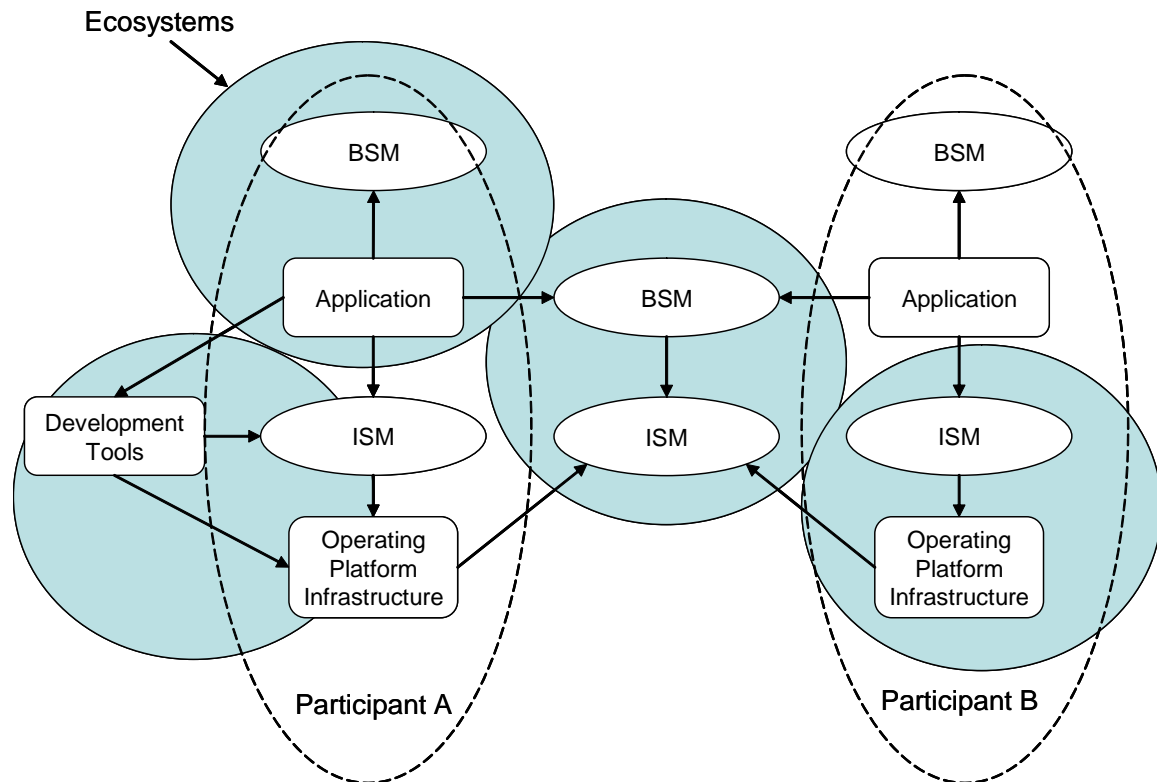 Ecosystems
BSM
BSM
Application
BSM
Application
Development
Tools
ISM
ISM
ISM
Operating
Platform
Infrastructure
Operating
Platform
Infrastructure
Participant A
Participant B